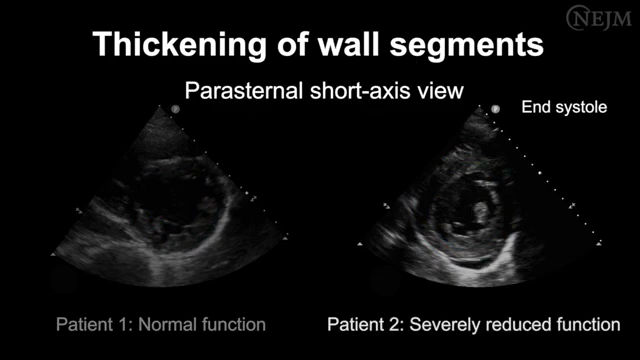 NEJM
Thickening of wall segments
Parasternal short-axis view
End systole
Patient 1: Normal function
Patient 2: Severely reduced function